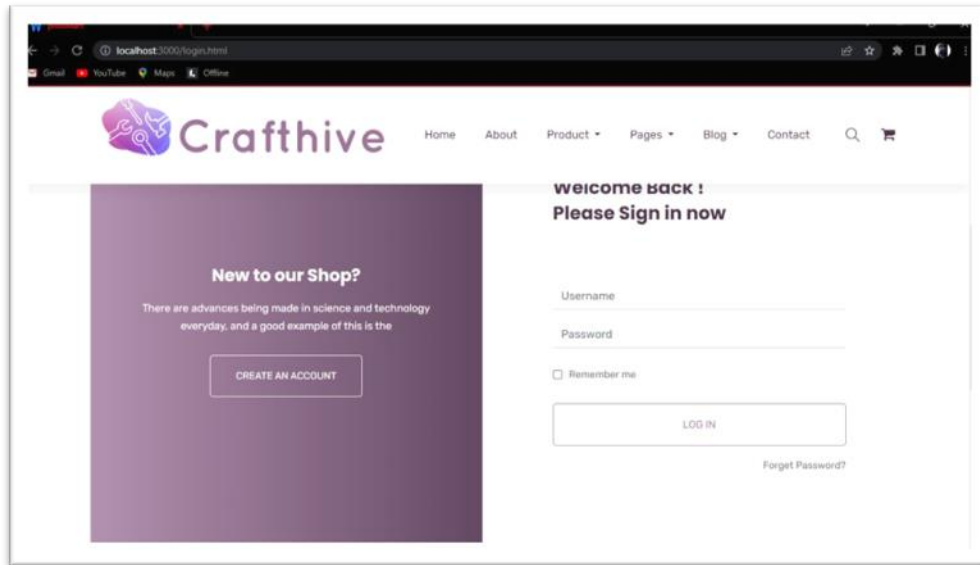 localhost:3000/login.html
Gmail YouTube Maps Offline
Crafthive Home About Product Pages Blog Contact
Welcome Back !
Please Sign in now
New to our Shop?
There are advances being made in science and technology
everyday, and a good example of this is the
CREATE AN ACCOUNT
Username
Password
Remember me
LOG IN
Forget Password?